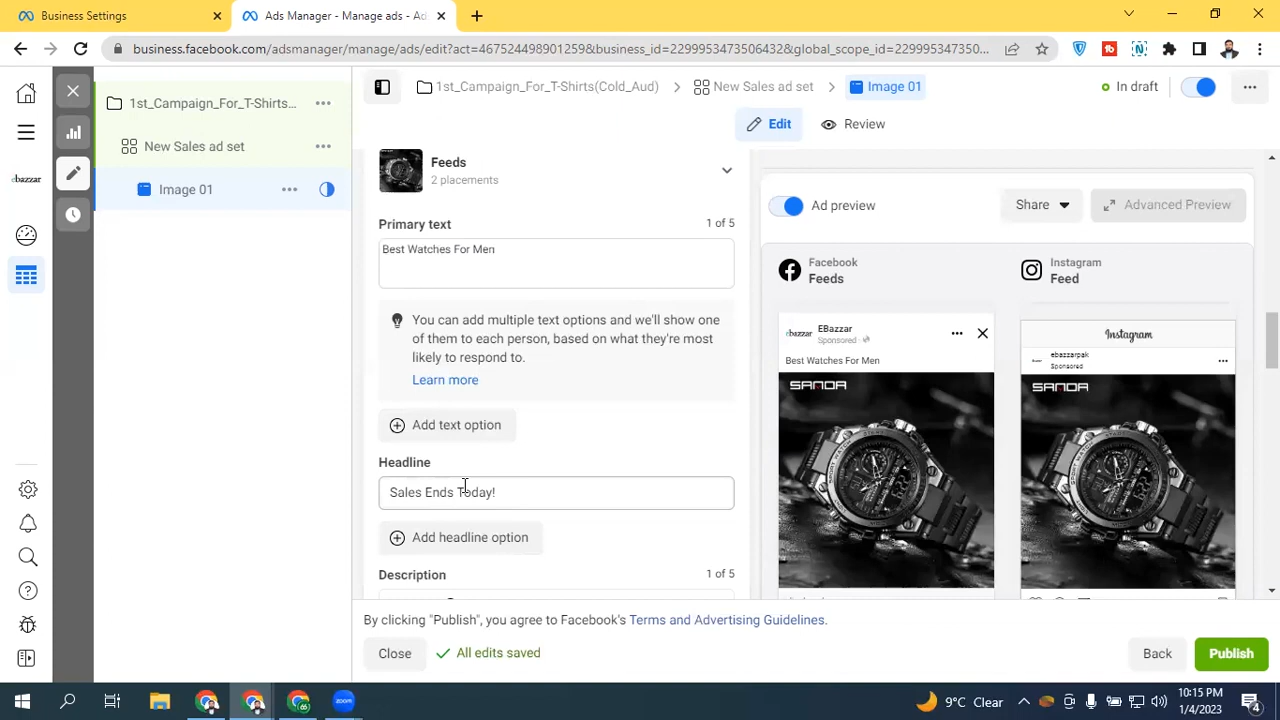 Business Settings
Ads Manager - Manage ads - Ads
business.facebook.com/adsmanager/manage/ads/edit?act=467524498901259&business_id=2299953473506432&global_scope_id=229995347350...
1st_Campaign_For_T-Shirts(Cold_Aud)
New Sales ad set
Image 01
In draft
1st_Campaign_For_T-Shirts...
Edit
Review
New Sales ad set
Feeds
2 placements
ebazzar
Image 01
Ad preview
Share
Advanced Preview
Primary text
1 of 5
Best Watches For Men
Facebook
Feeds
Instagram
Feed
You can add multiple text options and we'll show one
of them to each person, based on what they're most
likely to respond to.
Learn more
ebazzar
EBazzar
Sponsored
Instagram
ebazzarpak
Sponsored
Best Watches For Men
SANDA
SANDA
Add text option
Headline
Sales Ends Today!
Add headline option
Description
1 of 5
By clicking "Publish", you agree to Facebook's Terms and Advertising Guidelines.
Close
All edits saved
Back
Publish
zoom
9°C Clear
10:15 PM
1/4/2023
4